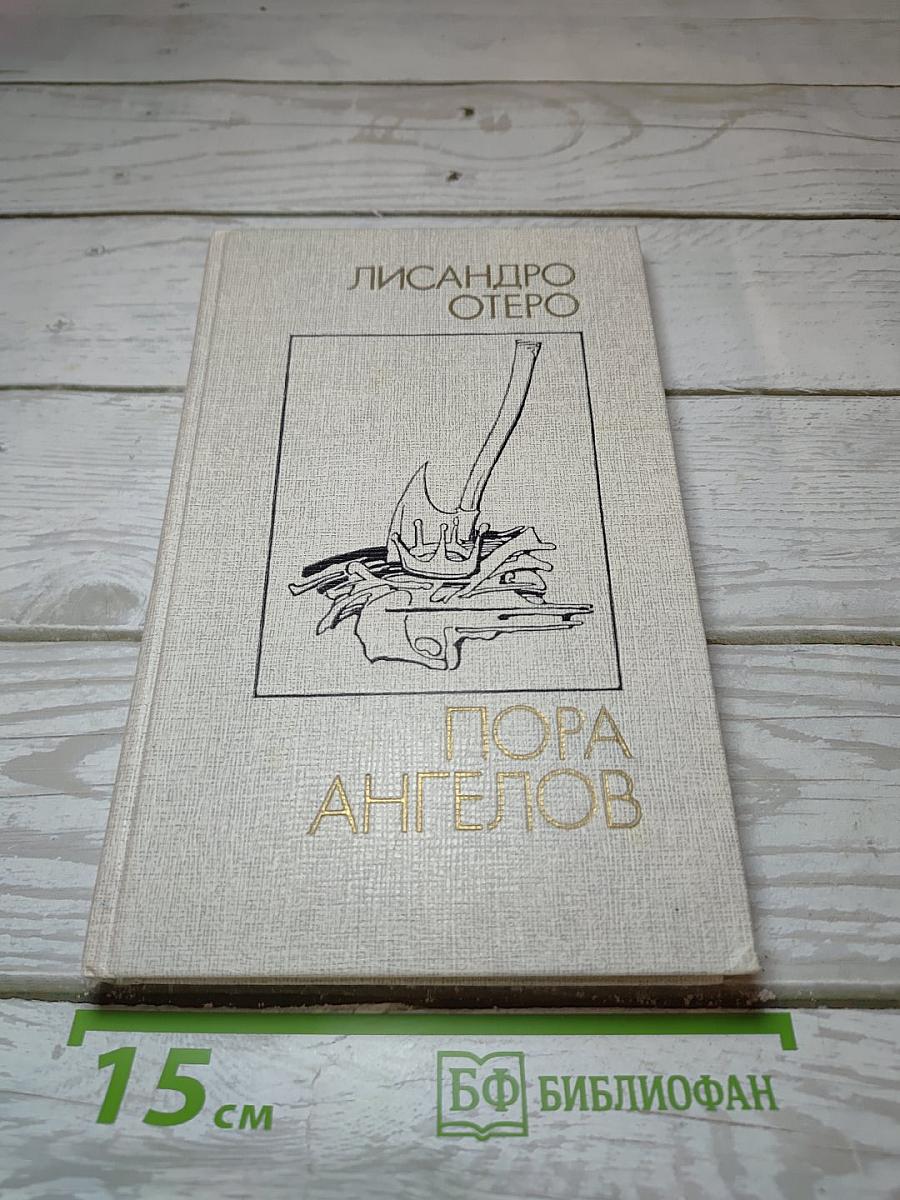 ЛИСАНДРО
ОТЕРО
ПОРА
АНГЕЛОВ
15 см
БФ БИБЛИОФАН